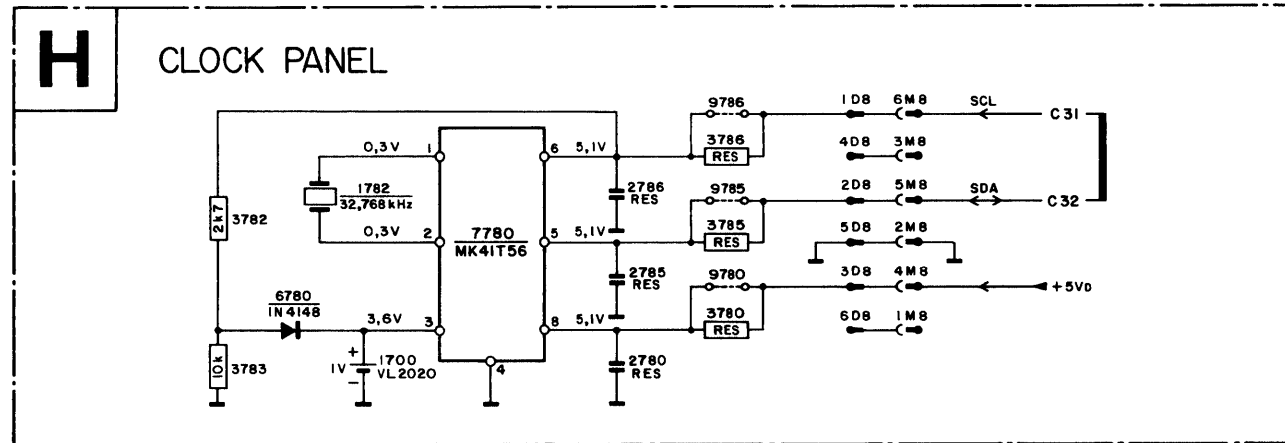 H
CLOCK PANEL
9786
1D8 6M8 SCL C31
0,3V 1 6 5,1V
3786
RES
4D8 3M8
1782
32,768kHz
2786
RES
9785
2D8 5M8 SDA C32
2k7 3782
0,3V 2 5 5,1V
7780
MK41T56
3785
RES
5D8 2M8
2785
RES
9780
3D8 4M8 +5VD
6780
1N4148
3,6V 3 8 5,1V
3780
RES
6D8 1M8
10k 3783
+
1V 1700
VL2020
-
4
2780
RES